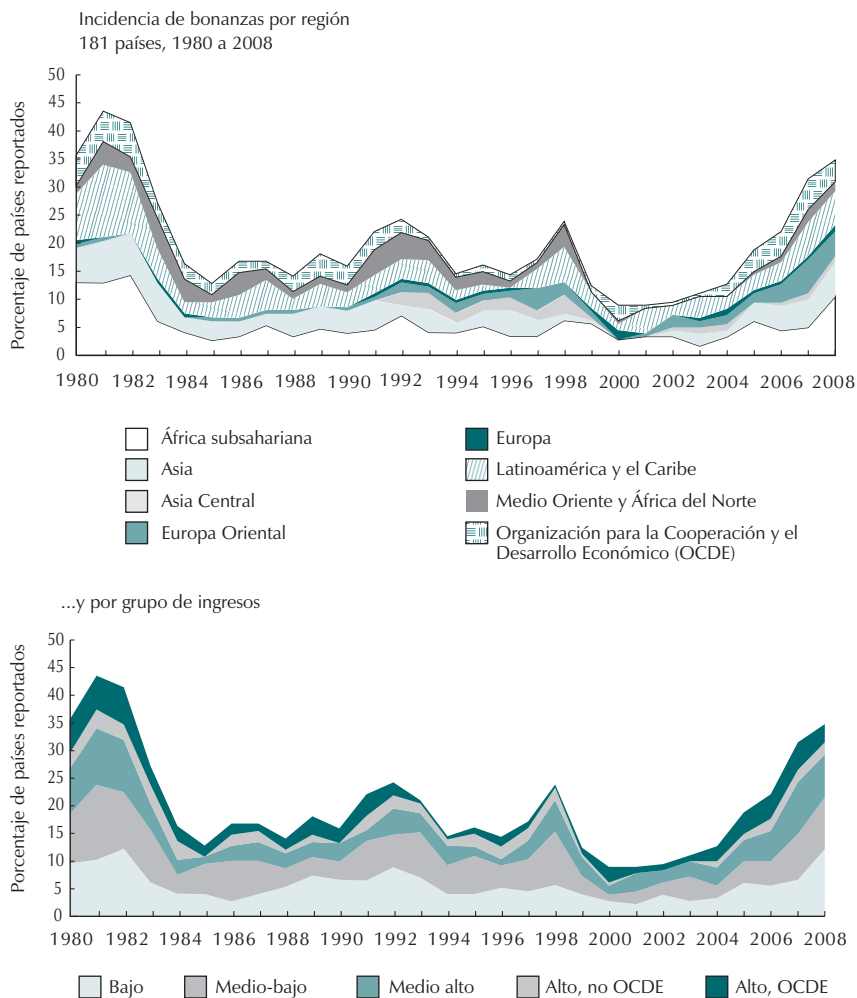 Incidencia de bonanzas por región
181 países, 1980 a 2008
Porcentaje de países reportados
50
45
40
35
30
25
20
15
10
5
0
1980 1982 1984 1986 1988 1990 1992 1994 1996 1998 2000 2002 2004 2006 2008
África subsahariana
Asia
Asia Central
Europa Oriental
Europa
Latinoamérica y el Caribe
Medio Oriente y África del Norte
Organización para la Cooperación y el
Desarrollo Económico (OCDE)
...y por grupo de ingresos
Porcentaje de países reportados
50
45
40
35
30
25
20
15
10
5
0
1980 1982 1984 1986 1988 1990 1992 1994 1996 1998 2000 2002 2004 2006 2008
Bajo Medio-bajo Medio alto Alto, no OCDE Alto, OCDE